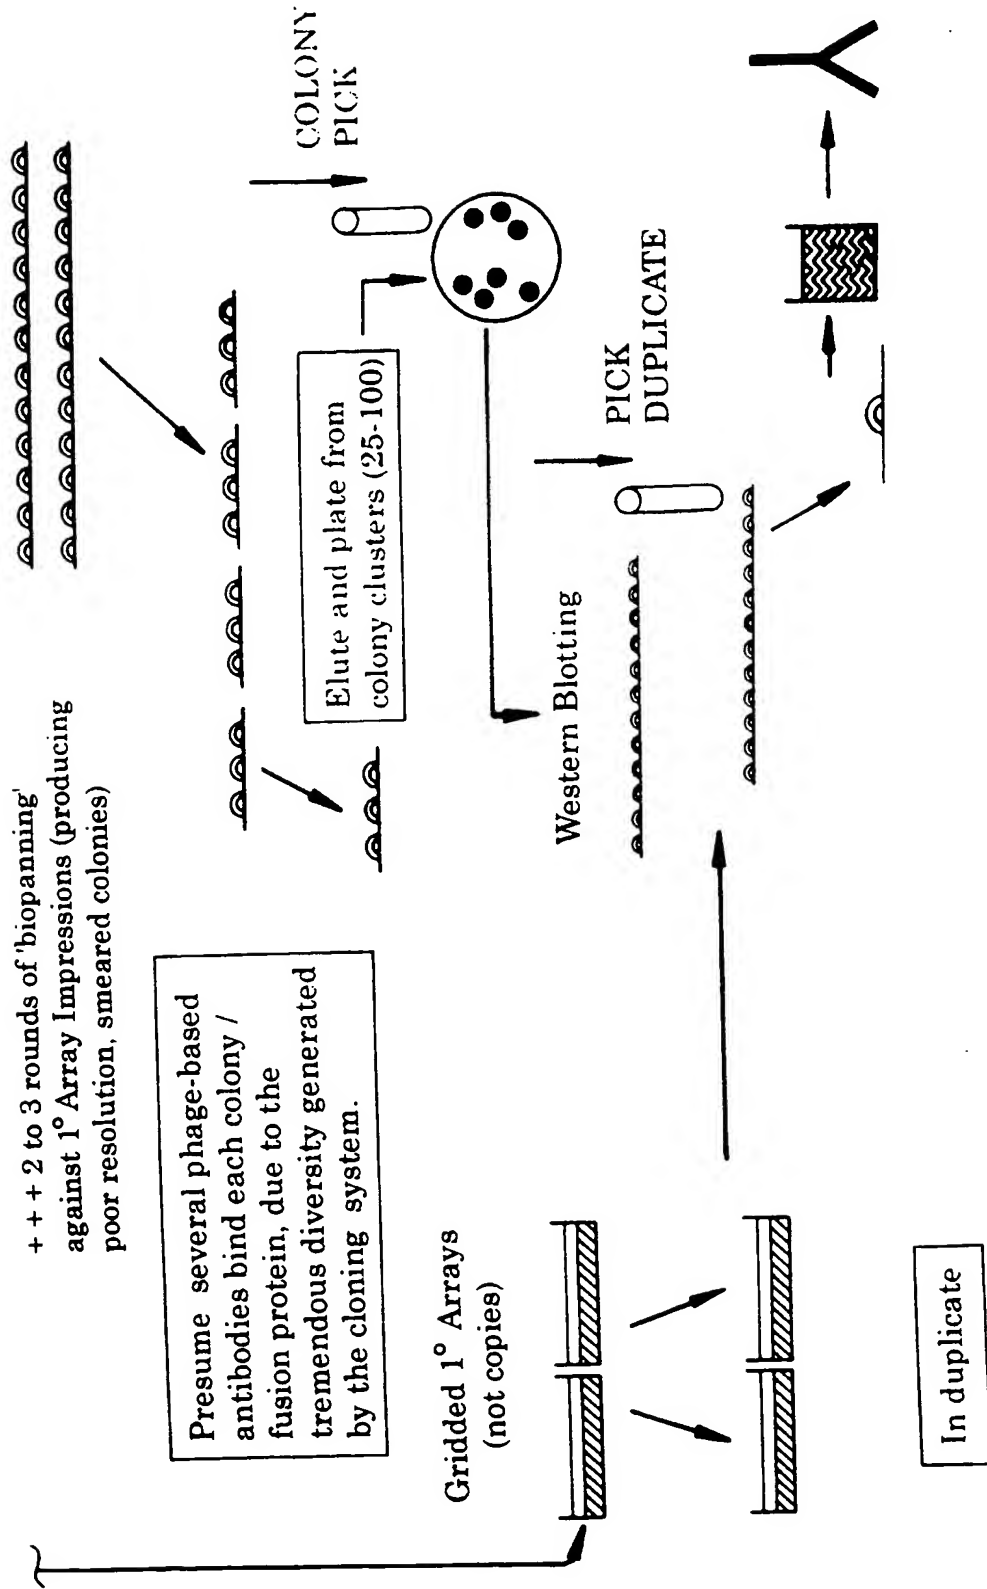 + + + 2 to 3 rounds of 'biopanning'
against 1° Array Impressions (producing
poor resolution, smeared colonies)
Presume several phage-based
antibodies bind each colony /
fusion protein, due to the
tremendous diversity generated
by the cloning system.
Gridded 1° Arrays
(not copies)
In duplicate
COLONY
PICK
Elute and plate from
colony clusters (25-100)
Western Blotting
PICK
DUPLICATE